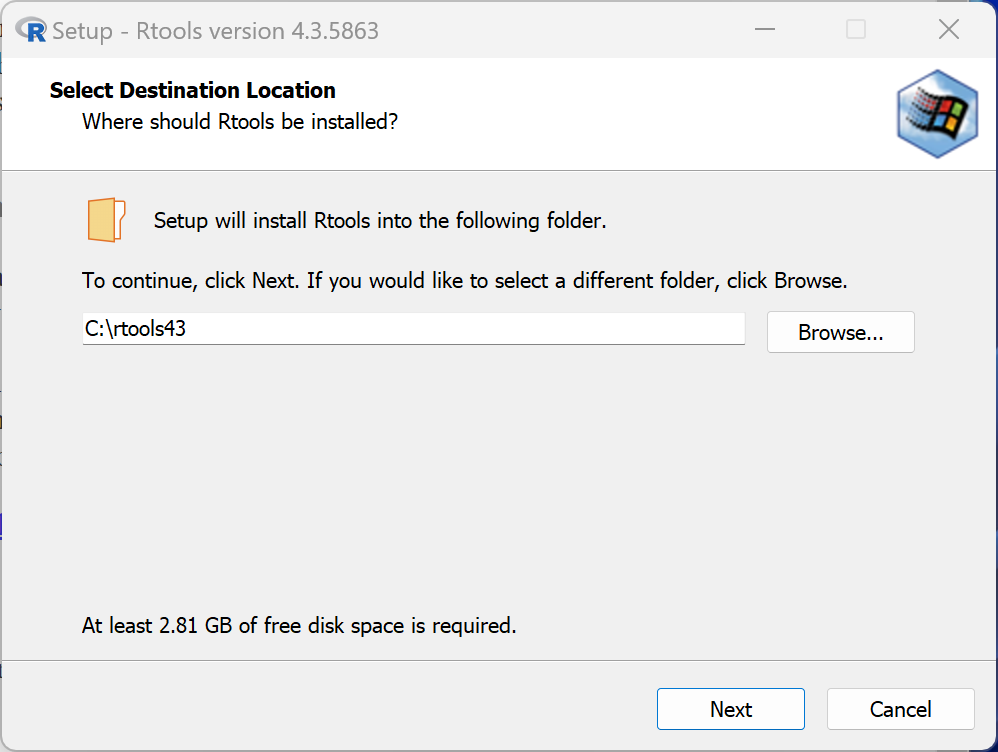 Setup - Rtools version 4.3.5863
Select Destination Location
Where should Rtools be installed?
Setup will install Rtools into the following folder.
To continue, click Next. If you would like to select a different folder, click Browse.
C:\rtools43
Browse...
At least 2.81 GB of free disk space is required.
Next
Cancel